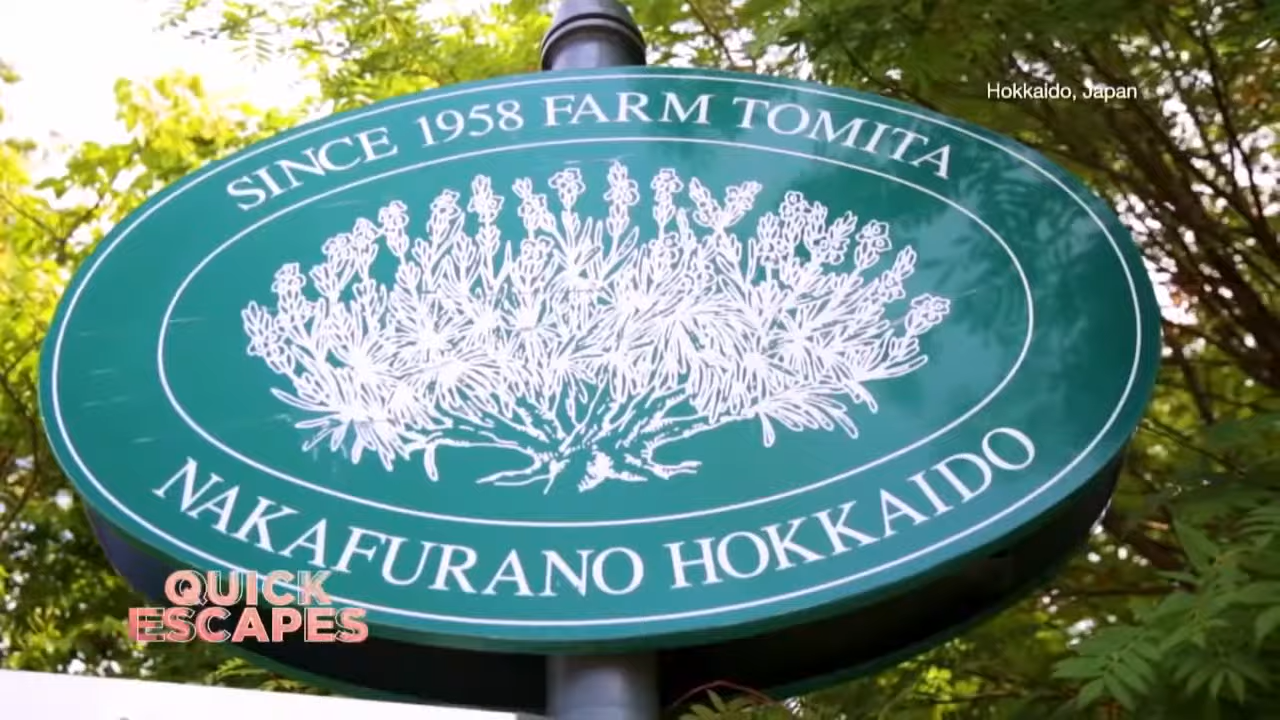 Hokkaido, Japan
SINCE 1958 FARM TOMITA
NAKAFURANO HOKKAIDO
QUICK
ESCAPES